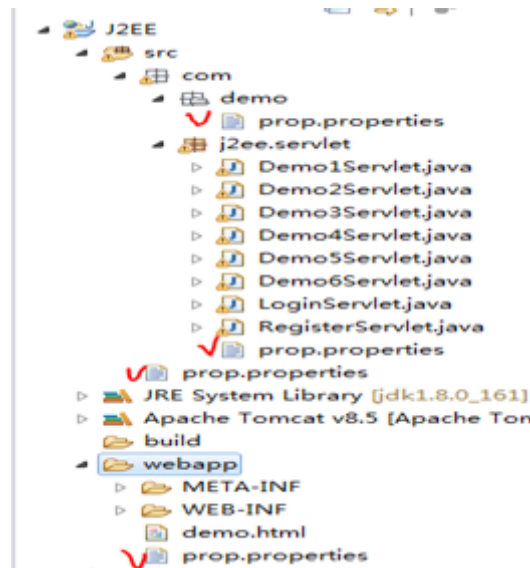 J2EE
src
com
demo
prop.properties
j2ee.servlet
Demo1Servlet.java
Demo2Servlet.java
Demo3Servlet.java
Demo4Servlet.java
Demo5Servlet.java
Demo6Servlet.java
LoginServlet.java
RegisterServlet.java
prop.properties
prop.properties
JRE System Library [jdk1.8.0_161]
Apache Tomcat v8.5 [Apache Tom
build
webapp
META-INF
WEB-INF
demo.html
prop.properties